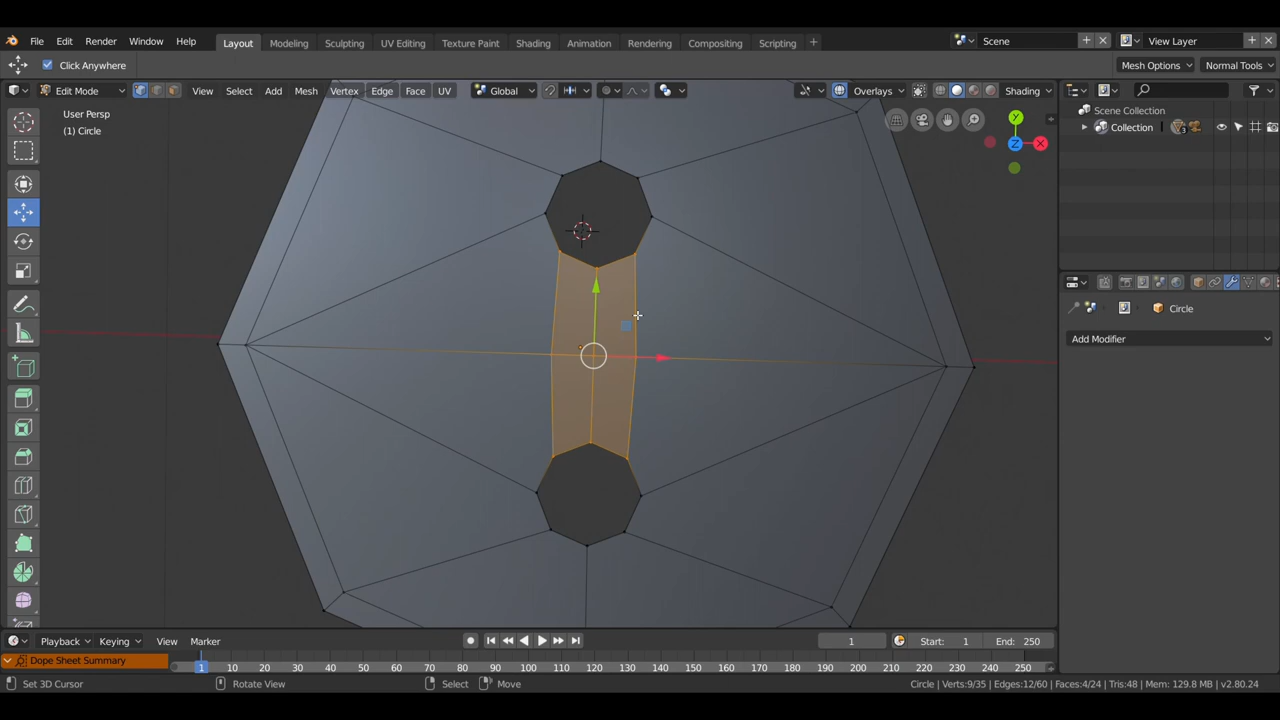 File Edit Render Window Help Layout Modeling Sculpting UV Editing Texture Paint Shading Animation Rendering Compositing Scripting + Scene View Layer
Click Anywhere Mesh Options Normal Tools
Edit Mode View Select Add Mesh Vertex Edge Face UV Global Overlays Shading
User Persp
(1) Circle
Y
Z
X
Scene Collection
Collection 3
Circle
Add Modifier
Playback Keying View Marker 1 Start: 1 End: 250
Dope Sheet Summary 1 10 20 30 40 50 60 70 80 90 100 110 120 130 140 150 160 170 180 190 200 210 220 230 240 250
Set 3D Cursor Rotate View Select Move Circle | Verts:9/35 | Edges:12/60 | Faces:4/24 | Tris:48 | Mem: 129.8 MB | v2.80.24